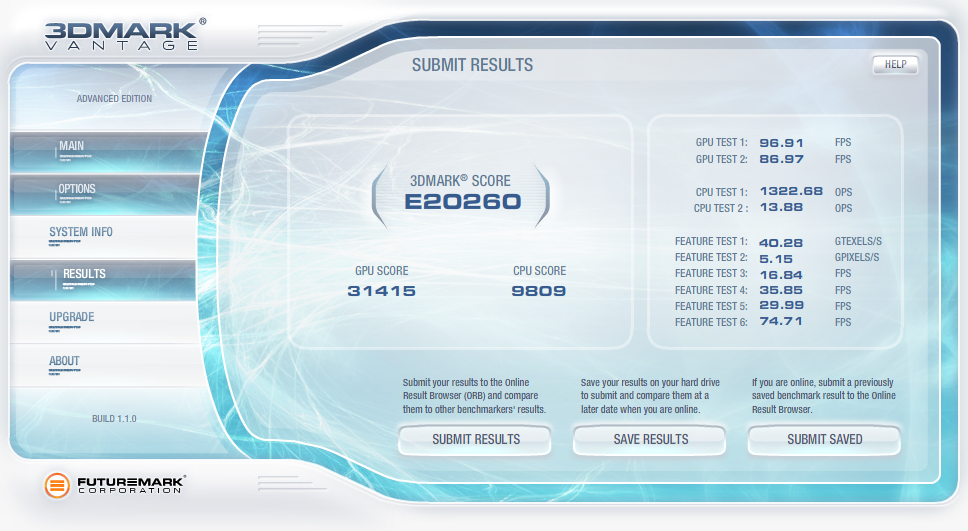 3DMARK®
VANTAGE
SUBMIT RESULTS
HELP
ADVANCED EDITION
MAIN
OPTIONS
SYSTEM INFO
RESULTS
UPGRADE
ABOUT
BUILD 1.1.0
3DMARK® SCORE
E20260
GPU SCORE
31415
CPU SCORE
9809
GPU TEST 1: 96.91 FPS
GPU TEST 2: 86.97 FPS
CPU TEST 1: 1322.68 OPS
CPU TEST 2 : 13.88 OPS
FEATURE TEST 1: 40.28 GTEXELS/S
FEATURE TEST 2: 5.15 GPIXELS/S
FEATURE TEST 3: 16.84 FPS
FEATURE TEST 4: 35.85 FPS
FEATURE TEST 5: 29.99 FPS
FEATURE TEST 6: 74.71 FPS
Submit your results to the Online
Result Browser (ORB) and compare
them to other benchmarkers' results.
SUBMIT RESULTS
Save your results on your hard drive
to submit and compare them at a
later date when you are online.
SAVE RESULTS
If you are online, submit a previously
saved benchmark result to the Online
Result Browser.
SUBMIT SAVED
FUTUREMARK®
CORPORATION